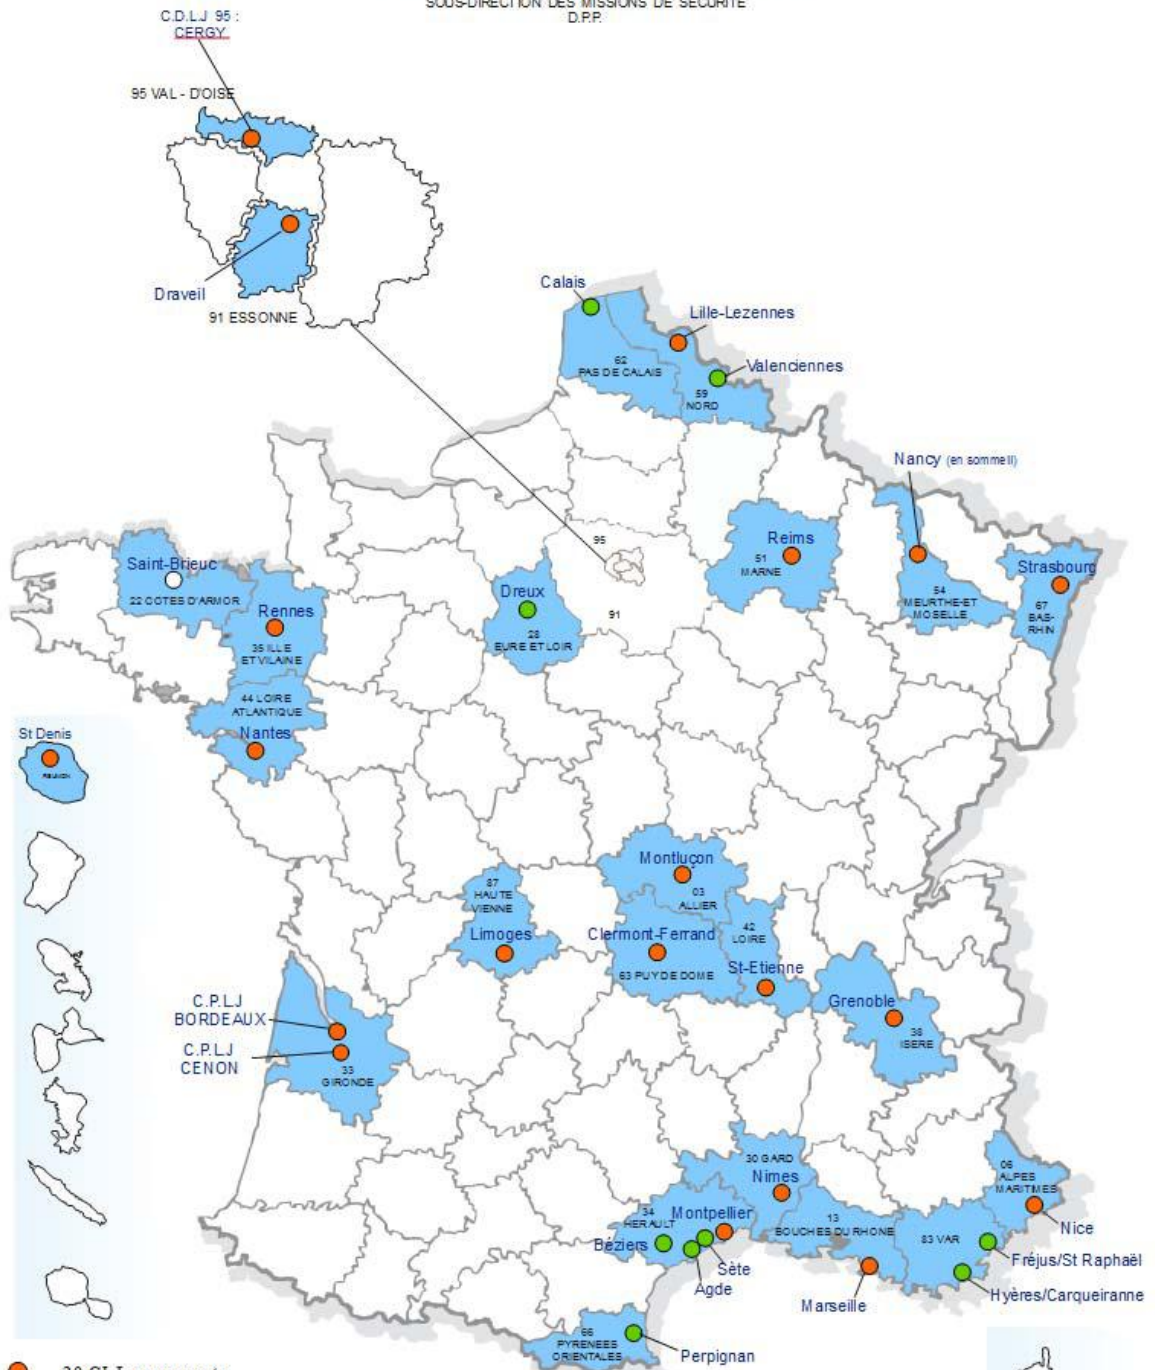 SOUS-DIRECTION DES MISSIONS DE SECURITE
D.P.P.
C.D.L.J 95 :
CERGY
95 VAL - D'OISE
Draveil
91 ESSONNE
Calais
Lille-Lezennes
62
PAS DE CALAIS
Valenciennes
59
NORD
Nancy (en sommeil)
95
Reims
51
MARNE
Strasbourg
Saint-Brieuc
22 COTES D'ARMOR
Dreux
28
EURE ET LOIR
91
54
MEURTHE-ET
MOSELLE
67
BAS-
RHIN
Rennes
35 ILLE
ET VILAINE
44 LOIRE
ATLANTIQUE
Nantes
St Denis
REUNION
Montluçon
03
ALLIER
87
HAUTE
VIENNE
Limoges
Clermont-Ferrand
63 PUY DE DOME
42
LOIRE
St-Etienne
Grenoble
38
ISERE
C.P.L.J
BORDEAUX
C.P.L.J
CENON
33
GIRONDE
30 GARD
Nimes
06
ALPES
MARITIMES
Nice
34
HERAULT
Montpellier
13
BOUCHES DU RHONE
83 VAR
Béziers
Sète
Agde
Fréjus/St Raphaël
Hyères/Carqueiranne
Marseille
66
PYRENEES
ORIENTALES
Perpignan